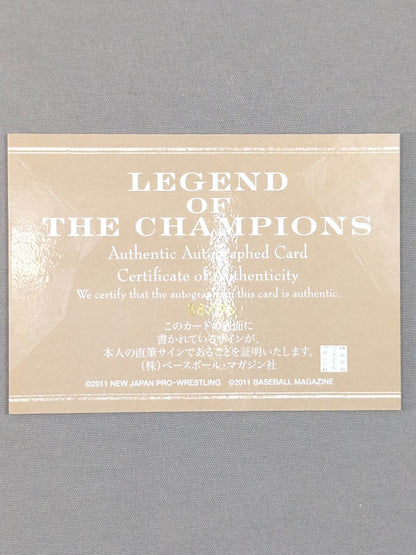 LEGEND
OF
THE CHAMPIONS
Authentic Autographed Card
Certificate of Authenticity
We certify that the autograph on this card is authentic.
このカードの表面に
書かれているサインが、
本人の直筆サインであることを証明いたします。
(株)ベースボール・マガジン社
©2011 NEW JAPAN PRO-WRESTLING ©2011 BASEBALL MAGAZINE